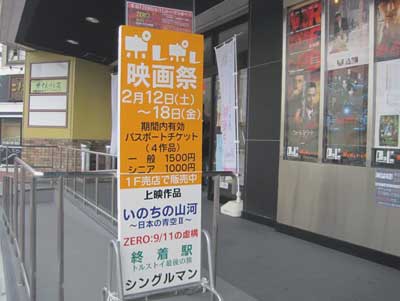 ポレポレ
映画祭
2月12日(土)
～18日(金)
期間内有効
パスポートチケット
(4作品)
一般 1500円
シニア 1000円
1F売店で販売中
上映作品
いのちの山河
～日本の青空Ⅱ～
ZERO:9/11の虚構
終着駅
トルストイ最後の旅
シングルマン